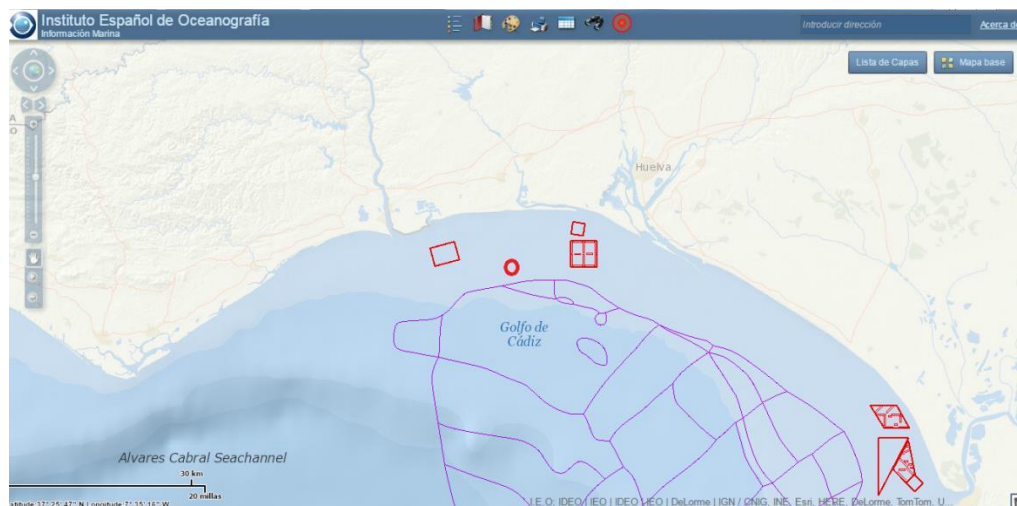 Instituto Español de Oceanografía
Información Marina
Introducir dirección
Acerca de
Lista de Capas
Mapa base
Huelva
Golfo de
Cádiz
Alvares Cabral Seachannel
30 km
20 millas
I.E.O; IDEO | IEO | IDEO | IEO | DeLorme | IGN / CNIG, INE, Esri, HERE, DeLorme, TomTom, U...